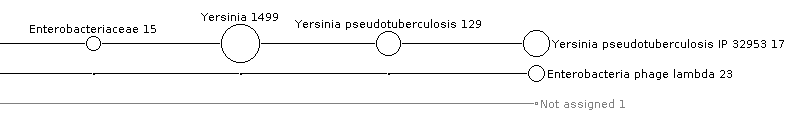 Yersinia 1499
Yersinia pseudotuberculosis 129
Enterobacteriaceae 15
Yersinia pseudotuberculosis IP 32953 17
Enterobacteria phage lambda 23
Not assigned 1